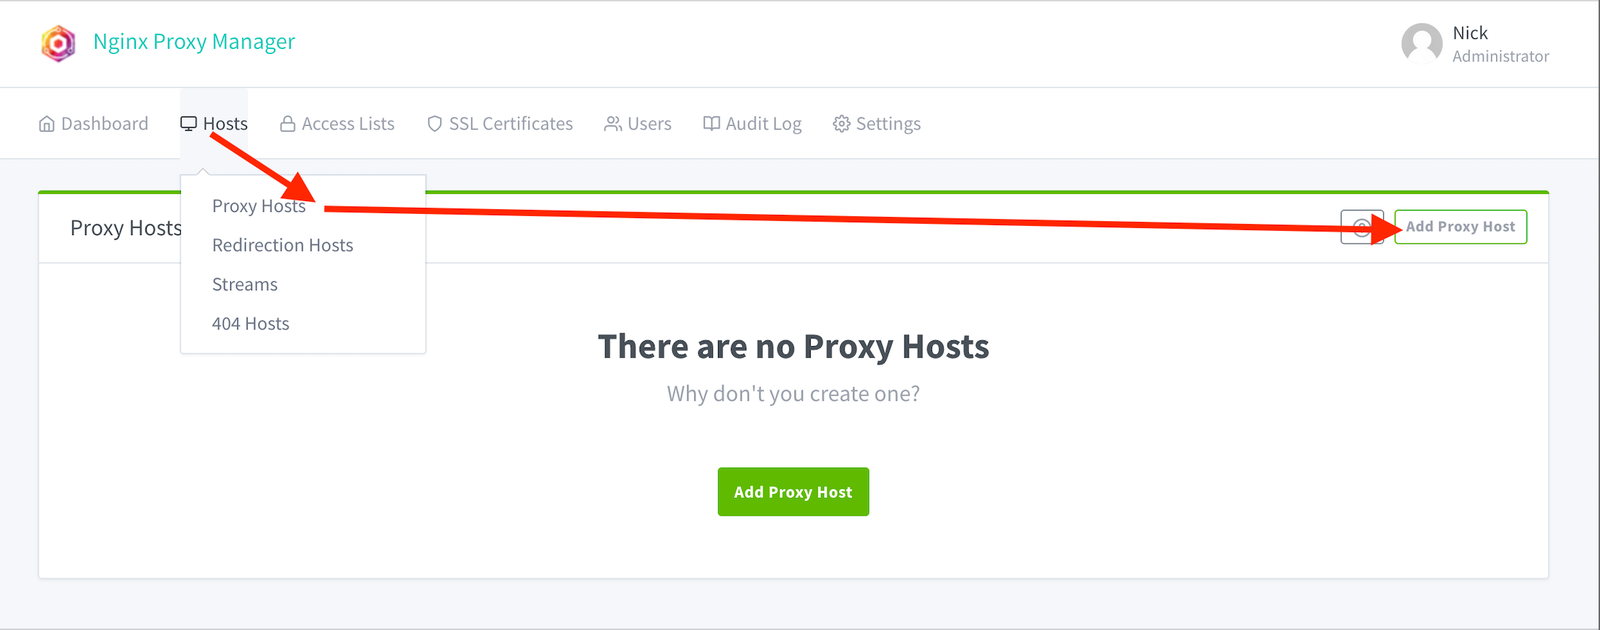 Nginx Proxy Manager
Nick
Administrator
Dashboard
Hosts
Access Lists
SSL Certificates
Users
Audit Log
Settings
Proxy Hosts
Redirection Hosts
Streams
404 Hosts
Proxy Hosts
Add Proxy Host
There are no Proxy Hosts
Why don't you create one?
Add Proxy Host